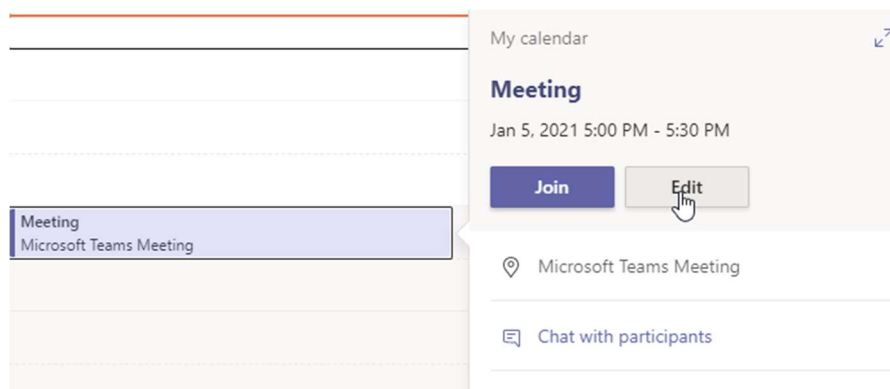 Meeting
Microsoft Teams Meeting
My calendar
Meeting
Jan 5, 2021 5:00 PM - 5:30 PM
Join
Edit
Microsoft Teams Meeting
Chat with participants